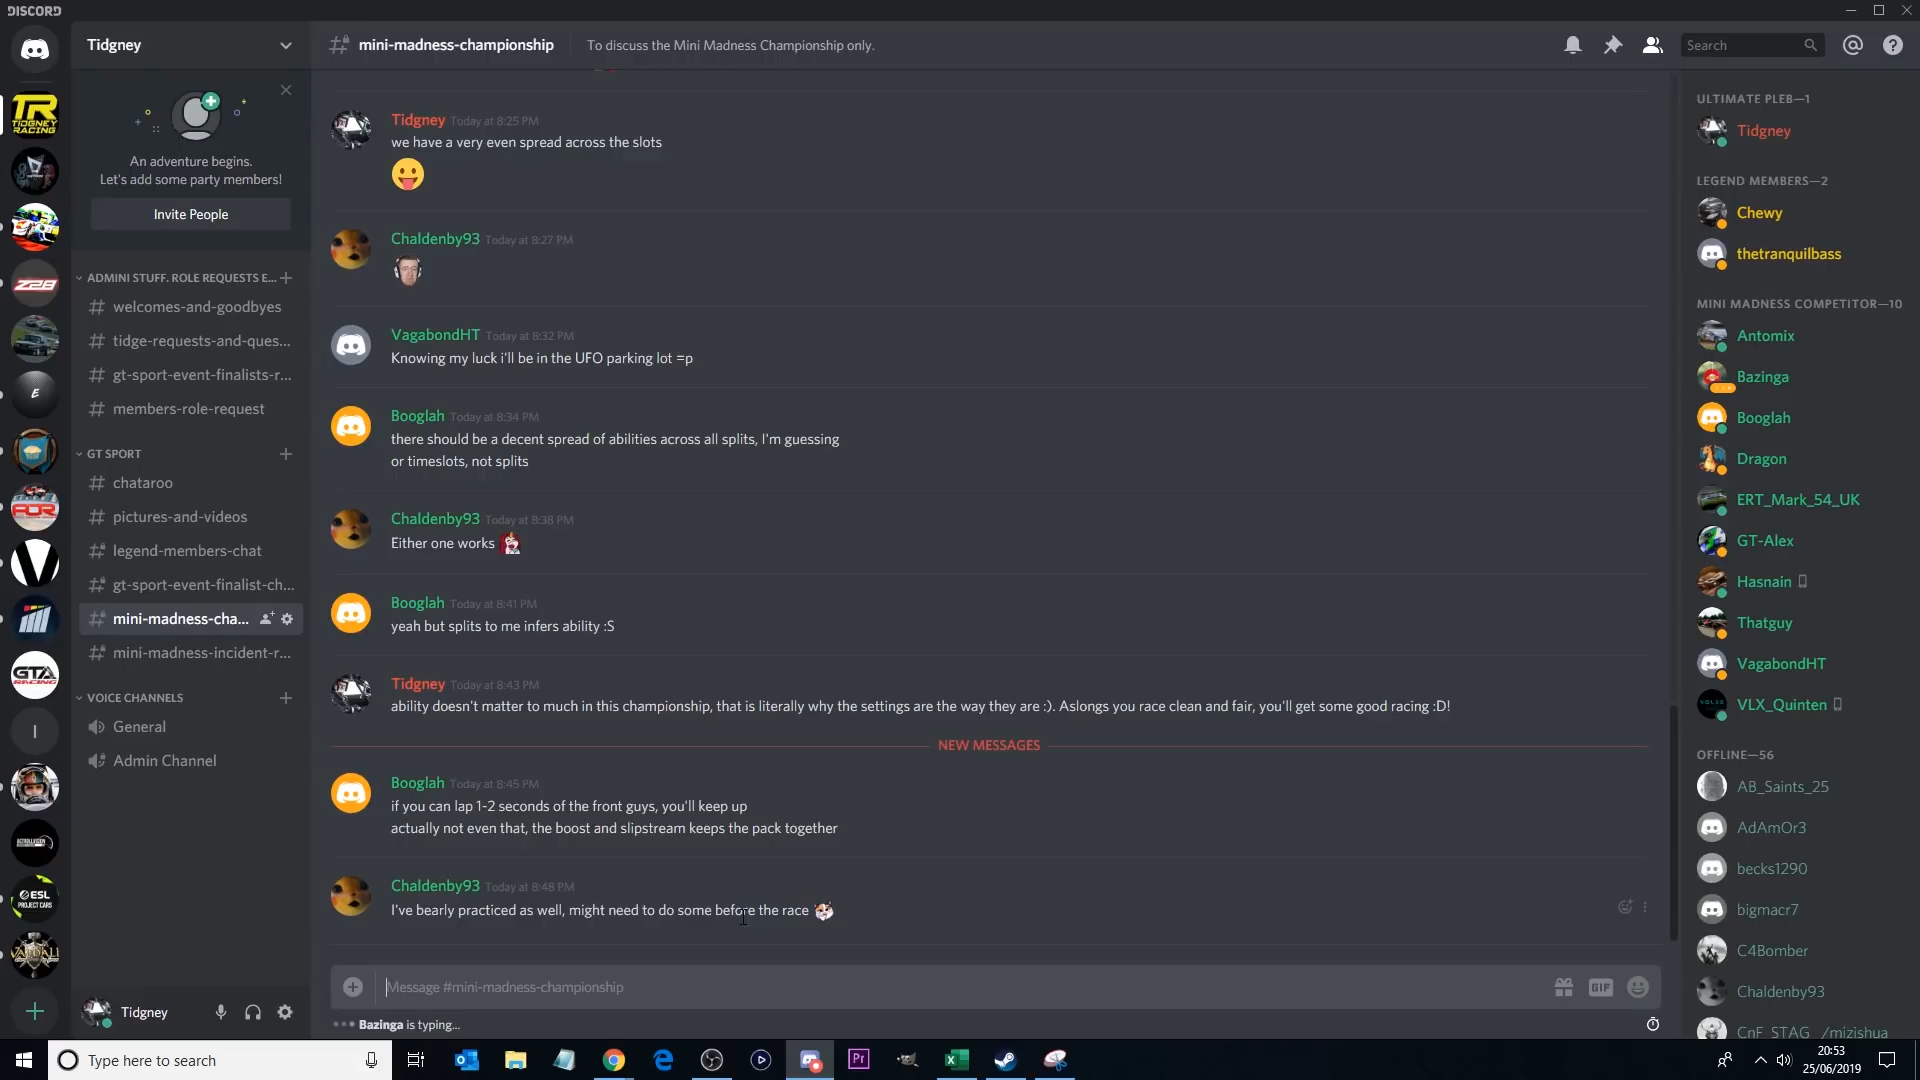 DISCORD
Tidgney
mini-madness-championship
To discuss the Mini Madness Championship only.
Search
TR
TIDGNEY
RACING
An adventure begins.
Let's add some party members!
Invite People
ADMINI STUFF. ROLE REQUESTS E...
welcomes-and-goodbyes
tidge-requests-and-ques...
gt-sport-event-finalists-r...
members-role-request
GT SPORT
chataroo
pictures-and-videos
legend-members-chat
gt-sport-event-finalist-ch...
mini-madness-cha...
mini-madness-incident-r...
VOICE CHANNELS
General
Admin Channel
Z28
E
V
GTA
RACING
I
ESL
PROJECT CARS
Tidgney
Tidgney Today at 8:25 PM
we have a very even spread across the slots
Chaldenby93 Today at 8:27 PM
VagabondHT Today at 8:32 PM
Knowing my luck i'll be in the UFO parking lot =p
Booglah Today at 8:34 PM
there should be a decent spread of abilities across all splits, I'm guessing
or timeslots, not splits
Chaldenby93 Today at 8:38 PM
Either one works
Booglah Today at 8:41 PM
yeah but splits to me infers ability :S
Tidgney Today at 8:43 PM
ability doesn't matter to much in this championship, that is literally why the settings are the way they are :). Aslongs you race clean and fair, you'll get some good racing :D!
NEW MESSAGES
Booglah Today at 8:45 PM
if you can lap 1-2 seconds of the front guys, you'll keep up
actually not even that, the boost and slipstream keeps the pack together
Chaldenby93 Today at 8:48 PM
I've bearly practiced as well, might need to do some before the race
Message #mini-madness-championship
GIF
Bazinga is typing...
ULTIMATE PLEB—1
Tidgney
LEGEND MEMBERS—2
Chewy
thetranquilbass
MINI MADNESS COMPETITOR—10
Antomix
Bazinga
Booglah
Dragon
ERT_Mark_54_UK
GT-Alex
Hasnain
Thatguy
VagabondHT
VLX_Quinten
OFFLINE—56
AB_Saints_25
AdAmOr3
becks1290
bigmacr7
C4Bomber
Chaldenby93
CnF_STAG_/mizishua
Type here to search
Pr
20:53
25/06/2019